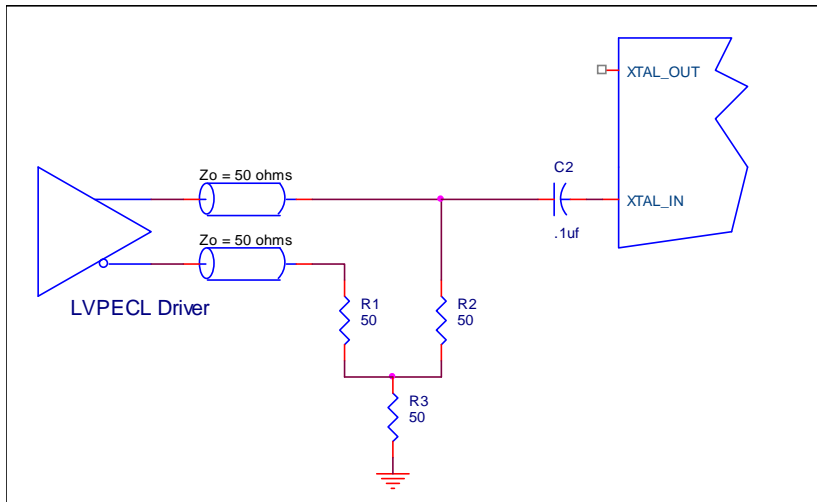 XTAL_OUT
Zo = 50 ohms
C2
XTAL_IN
.1uf
Zo = 50 ohms
LVPECL Driver
R1
50
R2
50
R3
50